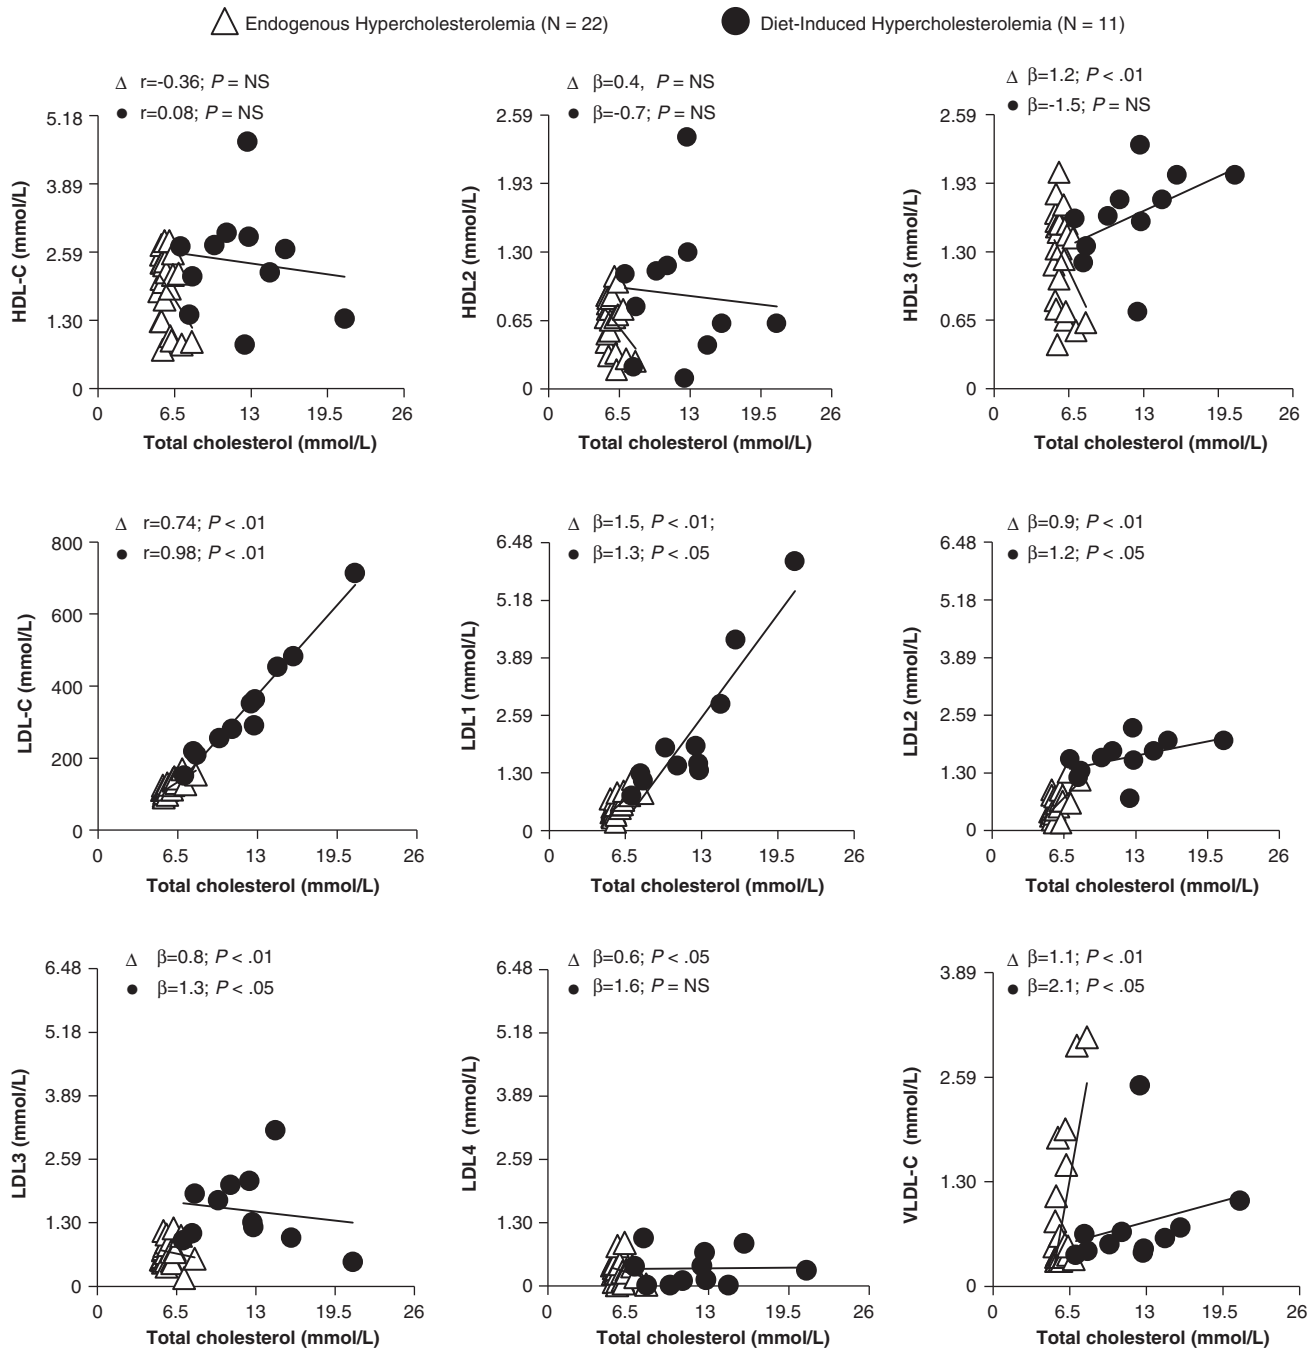 △ Endogenous Hypercholesterolemia (N = 22) ● Diet-Induced Hypercholesterolemia (N = 11)
△ r=-0.36; P = NS
● r=0.08; P = NS
HDL-C (mmol/L)
5.18
3.89
2.59
1.30
0
0 6.5 13 19.5 26
Total cholesterol (mmol/L)
△ β=0.4, P = NS
● β=-0.7; P = NS
HDL2 (mmol/L)
2.59
1.93
1.30
0.65
0
0 6.5 13 19.5 26
Total cholesterol (mmol/L)
△ β=1.2; P < .01
● β=-1.5; P = NS
HDL3 (mmol/L)
2.59
1.93
1.30
0.65
0
0 6.5 13 19.5 26
Total cholesterol (mmol/L)
△ r=0.74; P < .01
● r=0.98; P < .01
LDL-C (mmol/L)
800
600
400
200
0
0 6.5 13 19.5 26
Total cholesterol (mmol/L)
△ β=1.5, P < .01;
● β=1.3; P < .05
LDL1 (mmol/L)
6.48
5.18
3.89
2.59
1.30
0
0 6.5 13 19.5 26
Total cholesterol (mmol/L)
△ β=0.9; P < .01
● β=1.2; P < .05
LDL2 (mmol/L)
6.48
5.18
3.89
2.59
1.30
0
0 6.5 13 19.5 26
Total cholesterol (mmol/L)
△ β=0.8; P < .01
● β=1.3; P < .05
LDL3 (mmol/L)
6.48
5.18
3.89
2.59
1.30
0
0 6.5 13 19.5 26
Total cholesterol (mmol/L)
△ β=0.6; P < .05
● β=1.6; P = NS
LDL4 (mmol/L)
6.48
5.18
3.89
2.59
1.30
0
0 6.5 13 19.5 26
Total cholesterol (mmol/L)
△ β=1.1; P < .01
● β=2.1; P < .05
VLDL-C (mmol/L)
3.89
2.59
1.30
0
0 6.5 13 19.5 26
Total cholesterol (mmol/L)